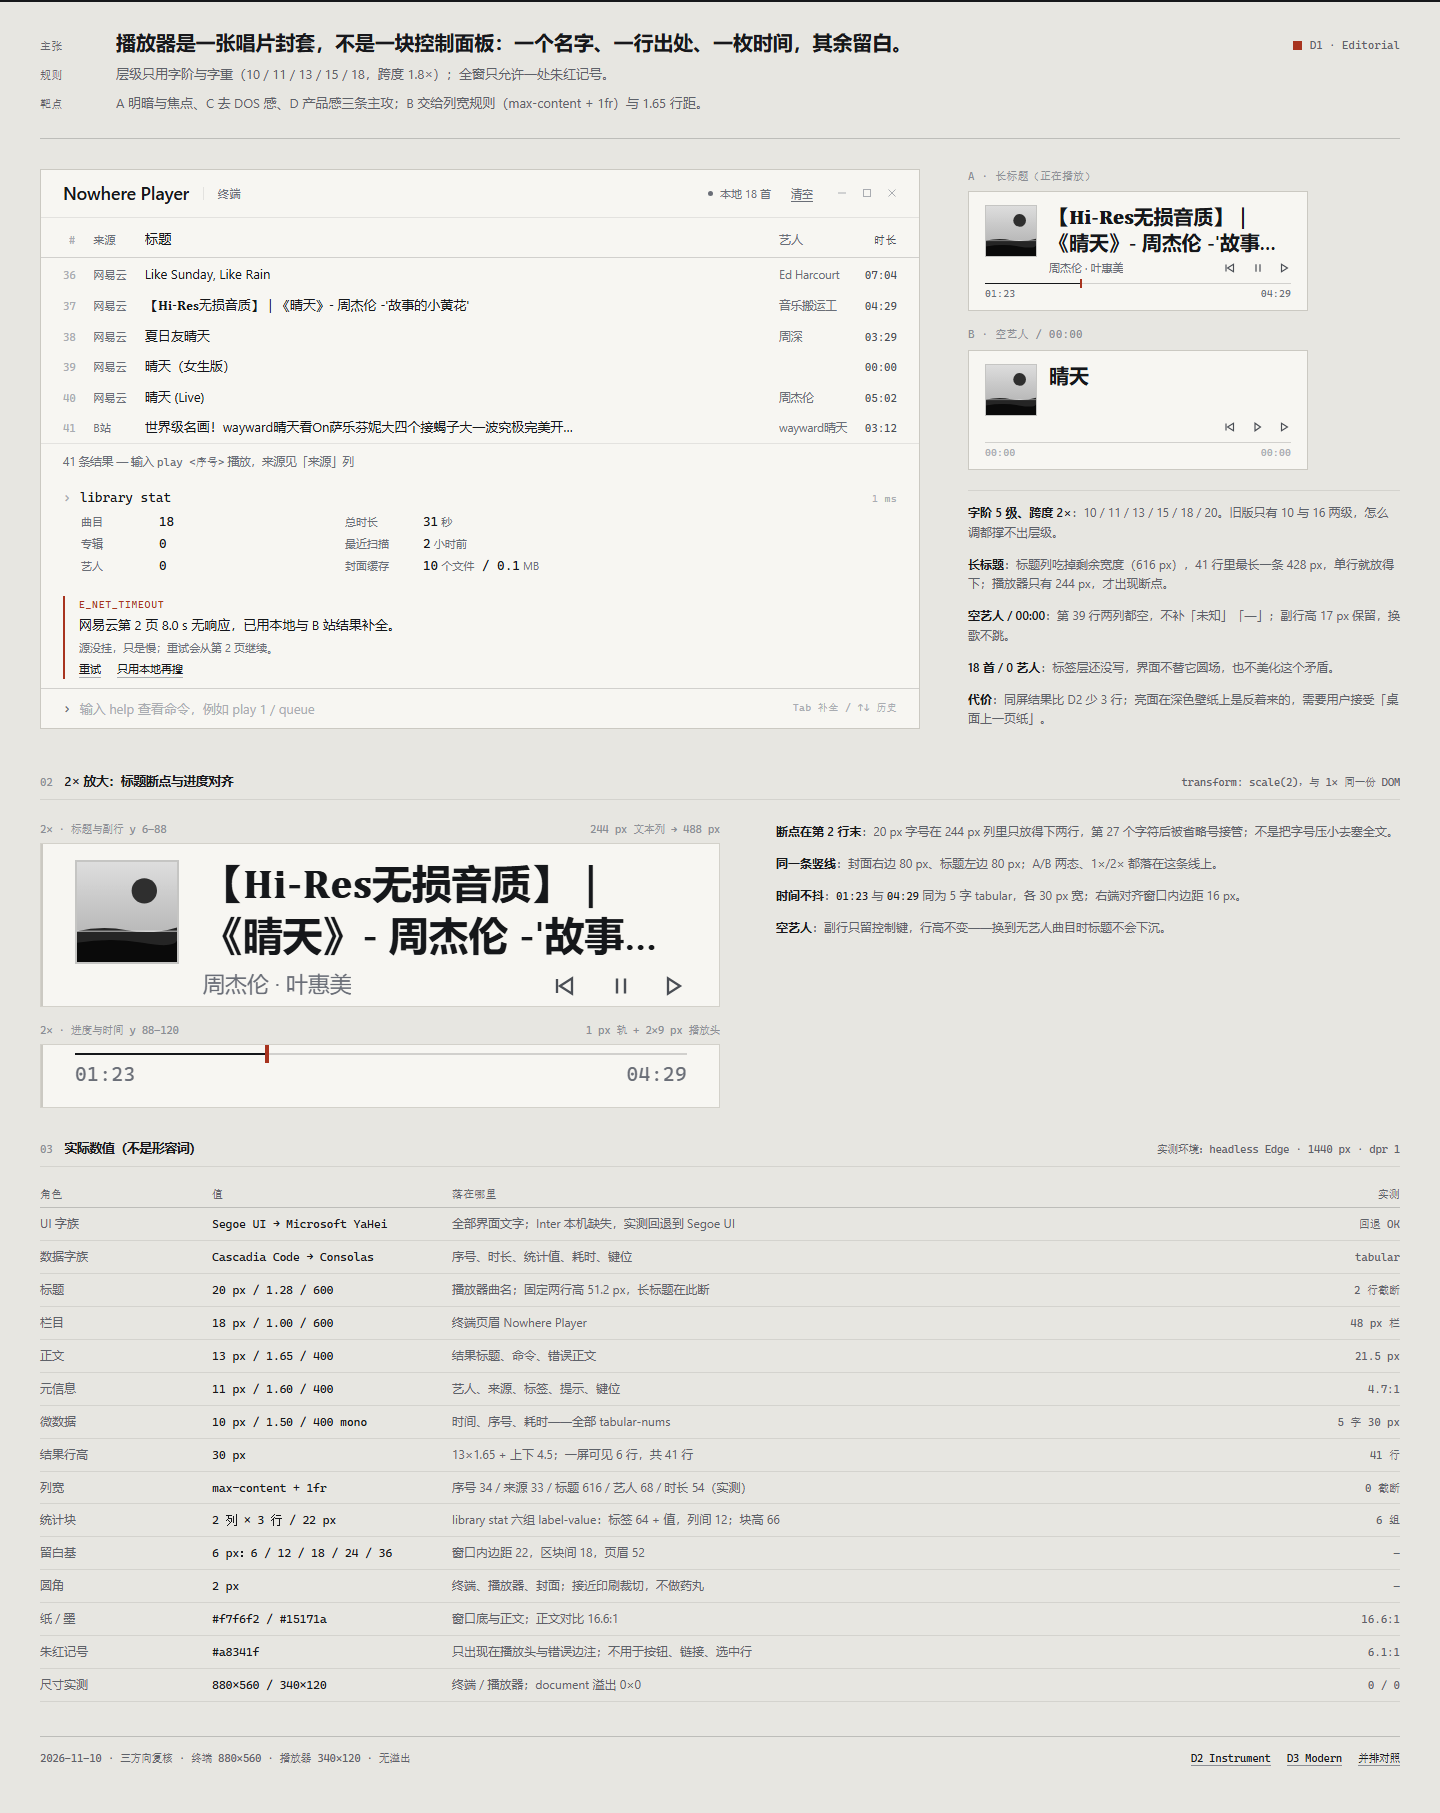 主张 播放器是一张唱片封套，不是一块控制面板：一个名字、一行出处、一枚时间，其余留白。 D1 · Editorial
规则 层级只用字阶与字重（10 / 11 / 13 / 15 / 18，跨度 1.8×）；全窗只允许一处朱红记号。
靶点 A 明暗与焦点、C 去 DOS 感、D 产品感三条主攻；B 交给列宽规则（max-content + 1fr）与 1.65 行距。
Nowhere Player 终端 本地 18 首 清空
# 来源 标题 艺人 时长
36 网易云 Like Sunday, Like Rain Ed Harcourt 07:04
37 网易云 【Hi-Res无损音质】｜《晴天》- 周杰伦 -'故事的小黄花' 音乐搬运工 04:29
38 网易云 夏日友晴天 周深 03:29
39 网易云 晴天（女生版） 00:00
40 网易云 晴天 (Live) 周杰伦 05:02
41 B站 世界级名画！wayward晴天看On萨乐芬妮大四个接蝎子大一波究极完美开… wayward晴天 03:12
41 条结果 — 输入 play <序号> 播放，来源见「来源」列
› library stat 1 ms
曲目 18 总时长 31 秒
专辑 0 最近扫描 2 小时前
艺人 0 封面缓存 10 个文件 / 0.1 MB
E_NET_TIMEOUT
网易云第 2 页 8.0 s 无响应，已用本地与 B 站结果补全。
源没挂，只是慢；重试会从第 2 页继续。
重试 只用本地再搜
› 输入 help 查看命令，例如 play 1 / queue Tab 补全 / ↑↓ 历史
A · 长标题（正在播放）
【Hi-Res无损音质】｜
《晴天》- 周杰伦 -'故事…
周杰伦 · 叶惠美
01:23 04:29
B · 空艺人 / 00:00
晴天
00:00 00:00
字阶 5 级、跨度 2×：10 / 11 / 13 / 15 / 18 / 20。旧版只有 10 与 16 两级，怎么
调都撑不出层级。
长标题：标题列吃掉剩余宽度（616 px），41 行里最长一条 428 px，单行就放得
下；播放器只有 244 px，才出现断点。
空艺人 / 00:00：第 39 行两列都空，不补「未知」「—」；副行高 17 px 保留，换
歌不跳。
18 首 / 0 艺人：标签层还没写，界面不替它圆场，也不美化这个矛盾。
代价：同屏结果比 D2 少 3 行；亮面在深色壁纸上是反着来的，需要用户接受「桌
面上一页纸」。
02 2× 放大：标题断点与进度对齐 transform: scale(2)，与 1× 同一份 DOM
2× · 标题与副行 y 6–88 244 px 文本列 → 488 px
【Hi-Res无损音质】｜
《晴天》- 周杰伦 -'故事…
周杰伦 · 叶惠美
2× · 进度与时间 y 88–120 1 px 轨 + 2×9 px 播放头
01:23 04:29
断点在第 2 行末：20 px 字号在 244 px 列里只放得下两行，第 27 个字符后被省略号接管；不是把字号压小去塞全文。
同一条竖线：封面右边 80 px、标题左边 80 px；A/B 两态、1×/2× 都落在这条线上。
时间不抖：01:23 与 04:29 同为 5 字 tabular，各 30 px 宽；右端对齐窗口内边距 16 px。
空艺人：副行只留控制键，行高不变——换到无艺人曲目时标题不会下沉。
03 实际数值（不是形容词） 实测环境：headless Edge · 1440 px · dpr 1
角色 值 落在哪里 实测
UI 字族 Segoe UI → Microsoft YaHei 全部界面文字；Inter 本机缺失，实测回退到 Segoe UI 回退 OK
数据字族 Cascadia Code → Consolas 序号、时长、统计值、耗时、键位 tabular
标题 20 px / 1.28 / 600 播放器曲名；固定两行高 51.2 px，长标题在此断 2 行截断
栏目 18 px / 1.00 / 600 终端页眉 Nowhere Player 48 px 栏
正文 13 px / 1.65 / 400 结果标题、命令、错误正文 21.5 px
元信息 11 px / 1.60 / 400 艺人、来源、标签、提示、键位 4.7:1
微数据 10 px / 1.50 / 400 mono 时间、序号、耗时——全部 tabular-nums 5 字 30 px
结果行高 30 px 13×1.65 + 上下 4.5；一屏可见 6 行，共 41 行 41 行
列宽 max-content + 1fr 序号 34 / 来源 33 / 标题 616 / 艺人 68 / 时长 54（实测） 0 截断
统计块 2 列 × 3 行 / 22 px library stat 六组 label-value：标签 64 + 值，列间 12；块高 66 6 组
留白基 6 px：6 / 12 / 18 / 24 / 36 窗口内边距 22，区块间 18，页眉 52 —
圆角 2 px 终端、播放器、封面；接近印刷裁切，不做药丸 —
纸 / 墨 #f7f6f2 / #15171a 窗口底与正文；正文对比 16.6:1 16.6:1
朱红记号 #a8341f 只出现在播放头与错误边注；不用于按钮、链接、选中行 6.1:1
尺寸实测 880×560 / 340×120 终端 / 播放器；document 溢出 0×0 0 / 0
2026-11-10 · 三方向复核 · 终端 880×560 · 播放器 340×120 · 无溢出 D2 Instrument D3 Modern 并排对照